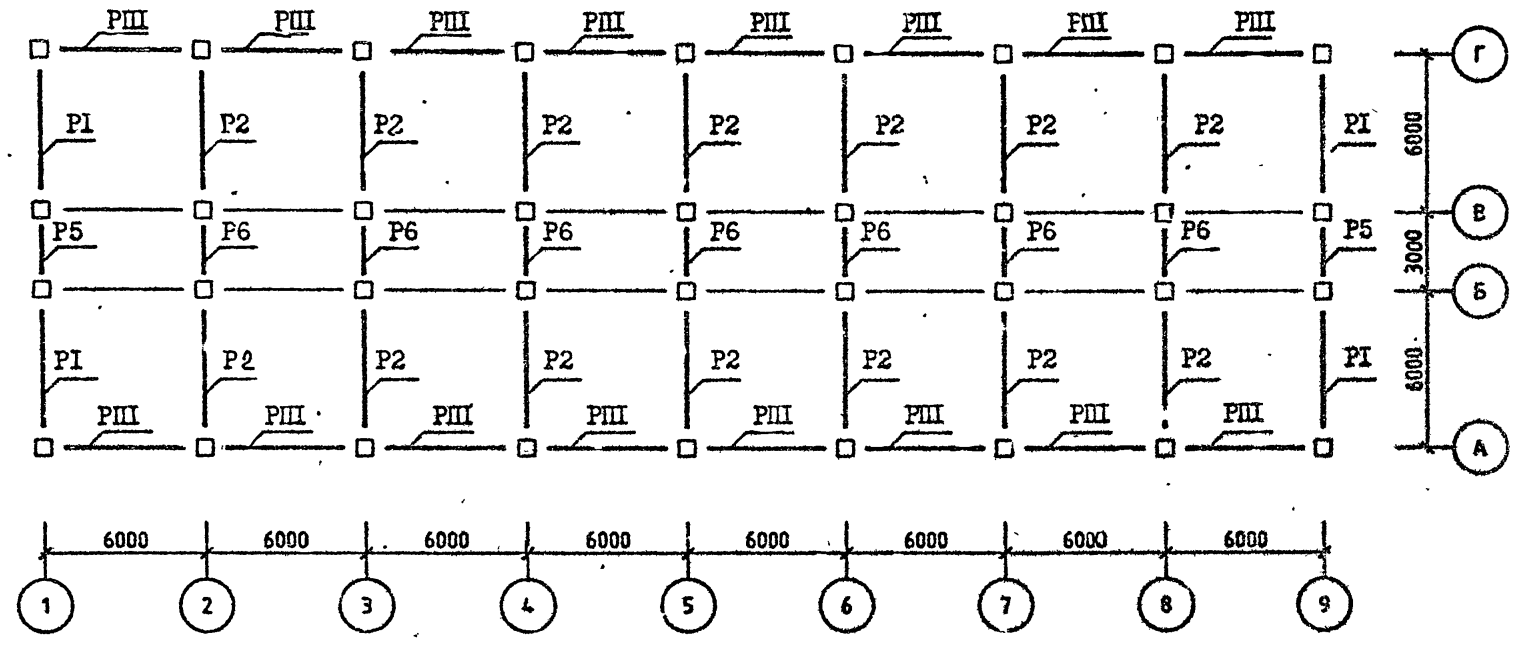 РШ РШ РШ РШ РШ РШ РШ РШ
Г
Р1 Р2 Р2 Р2 Р2 Р2 Р2 Р2 Р1
6000
В
Р5 Р6 Р6 Р6 Р6 Р6 Р6 Р6 Р5
3000
Б
Р1 Р2 Р2 Р2 Р2 Р2 Р2 Р2 Р1
6000
РШ РШ РШ РШ РШ РШ РШ РШ
А
6000 6000 6000 6000 6000 6000 6000 6000
1 2 3 4 5 6 7 8 9